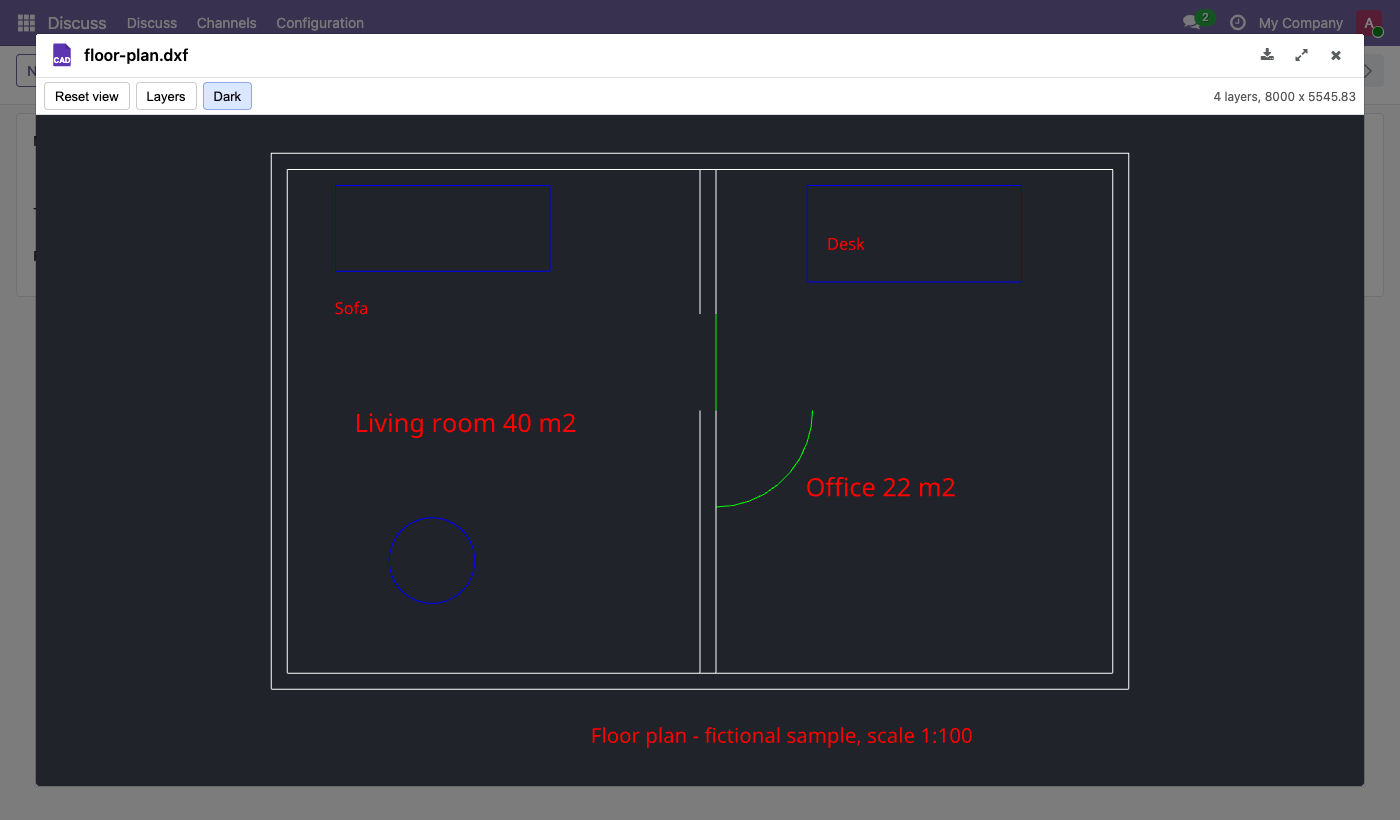 Discuss Discuss Channels Configuration 2 My Company A
CAD floor-plan.dxf
Reset view Layers Dark 4 layers, 8000 x 5545.83
Desk
Sofa
Living room 40 m2
Office 22 m2
Floor plan - fictional sample, scale 1:100